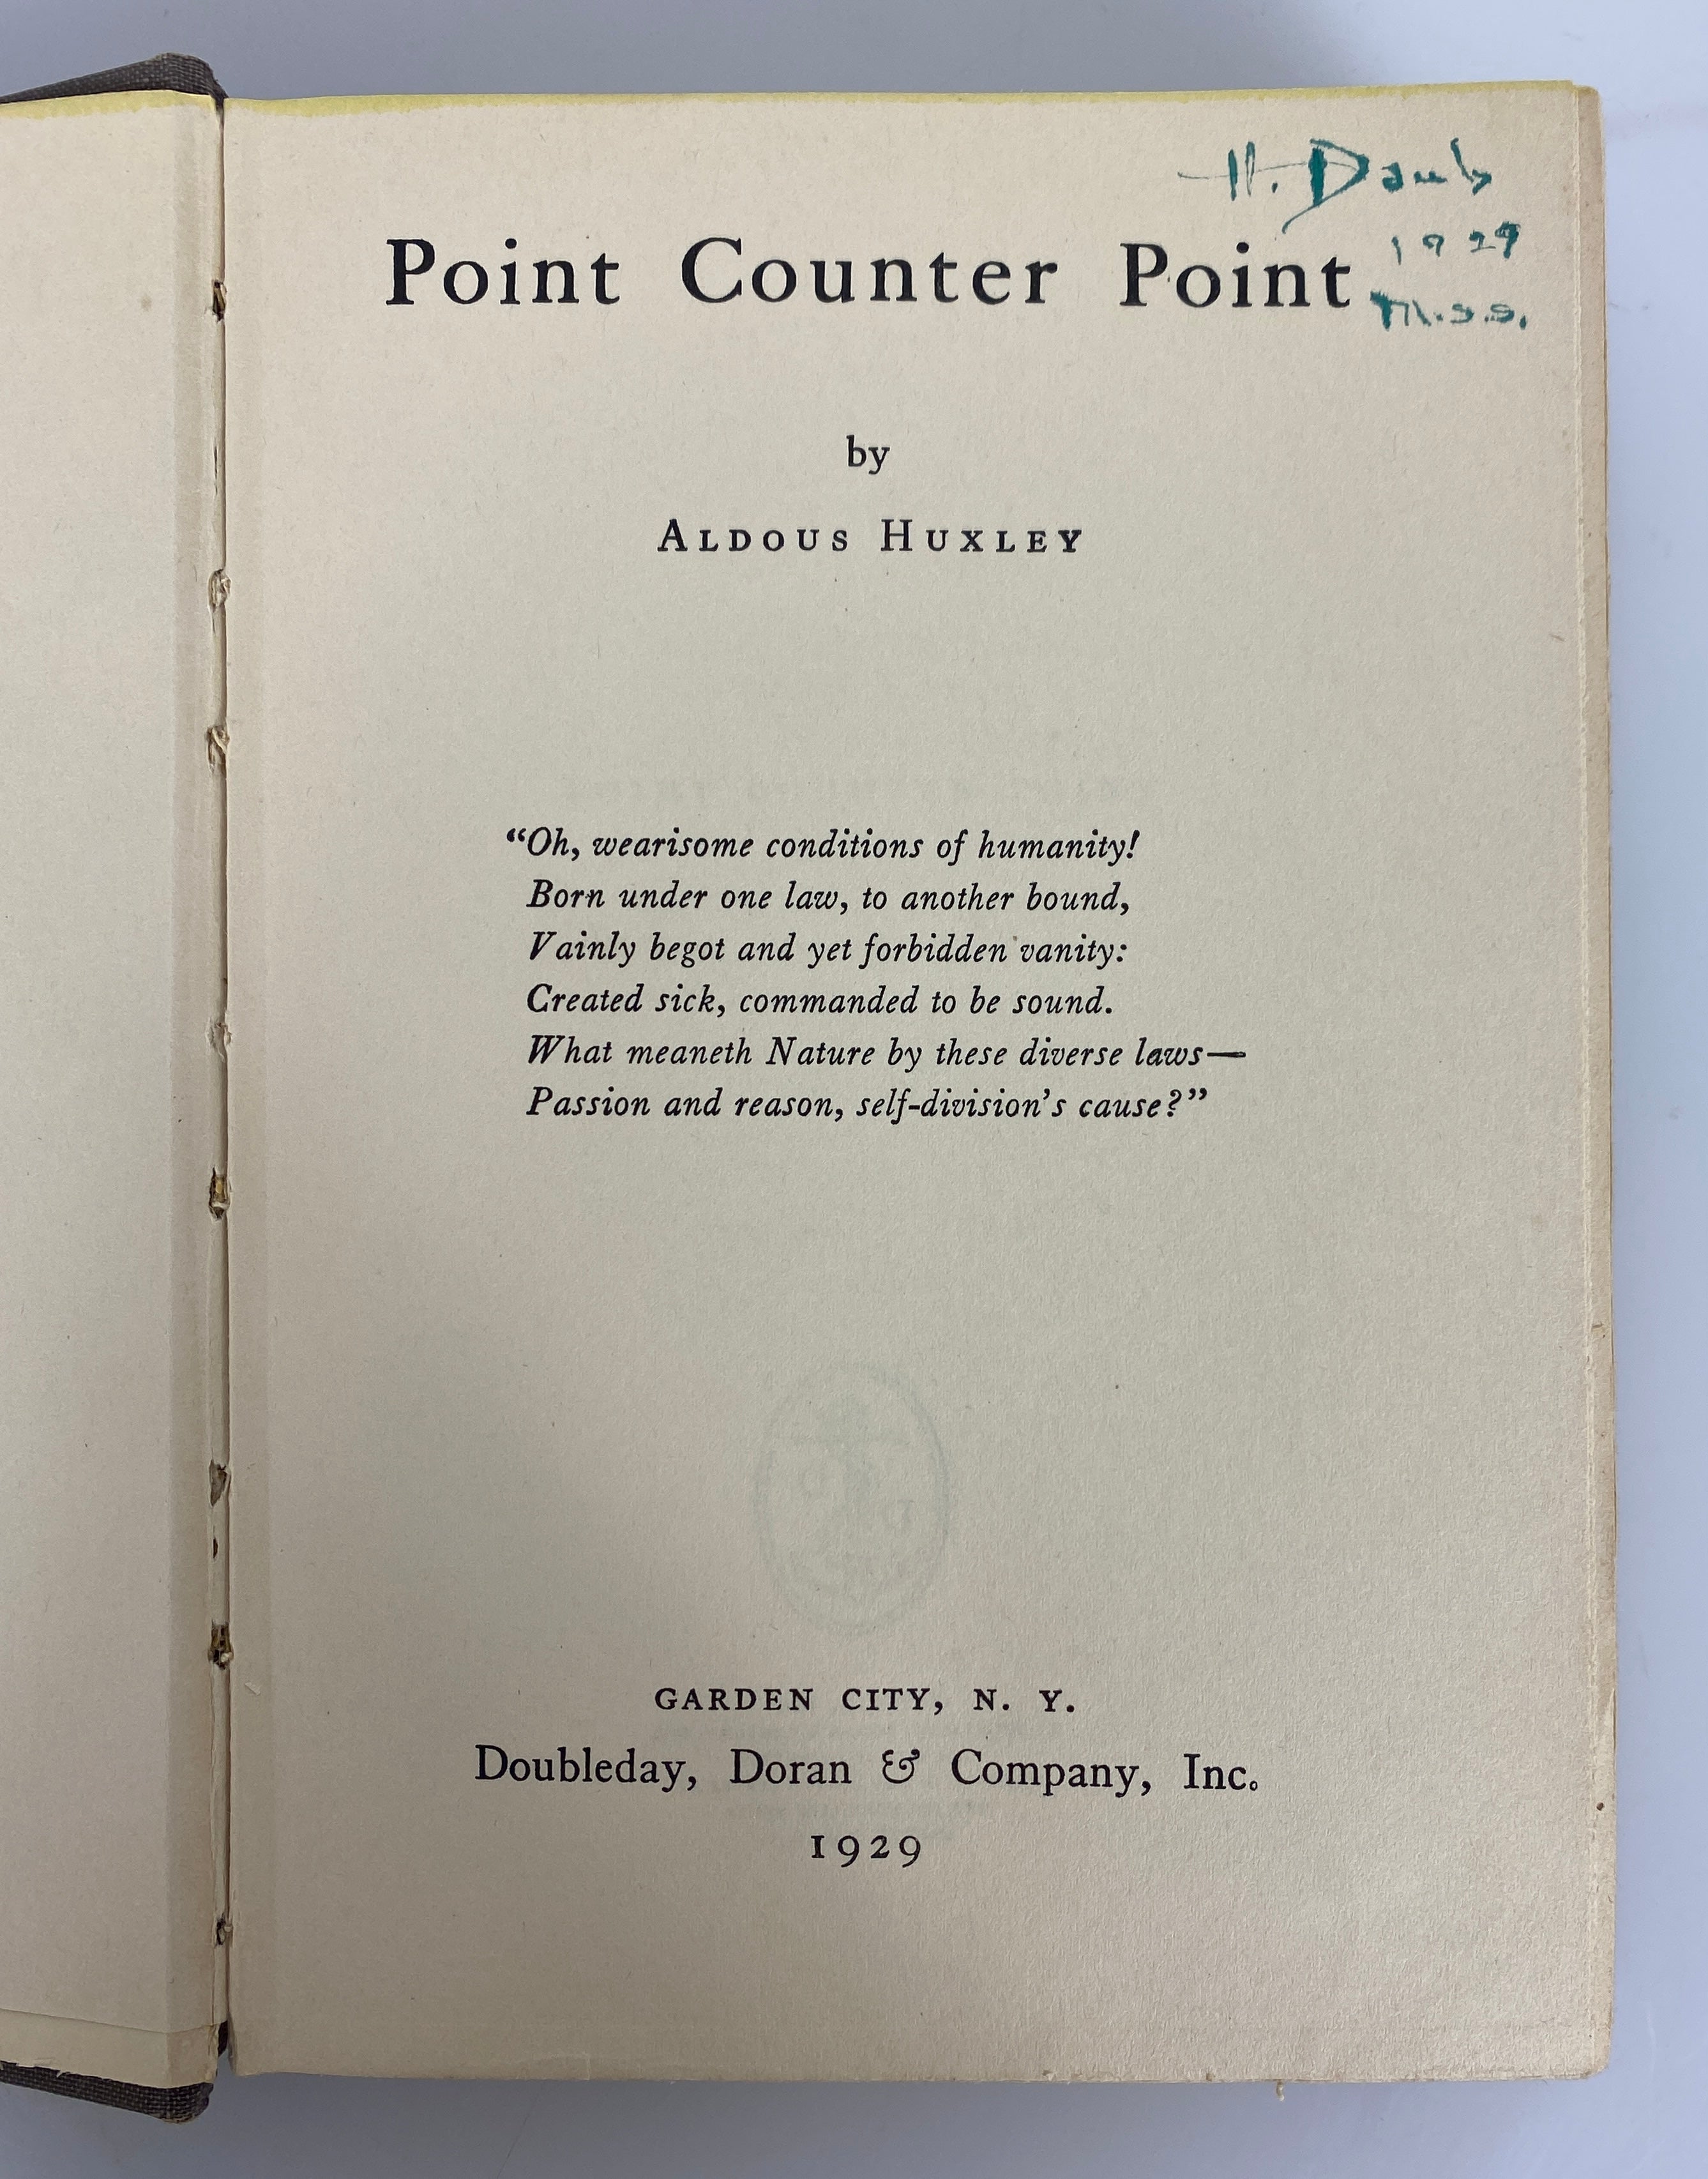 H. Daub
1929
M.S.S.
Point Counter Point
by
ALDOUS HUXLEY
“Oh, wearisome conditions of humanity!
Born under one law, to another bound,
Vainly begot and yet forbidden vanity:
Created sick, commanded to be sound.
What meaneth Nature by these diverse laws—
Passion and reason, self-division’s cause?”
GARDEN CITY, N. Y.
Doubleday, Doran & Company, Inc.
1929